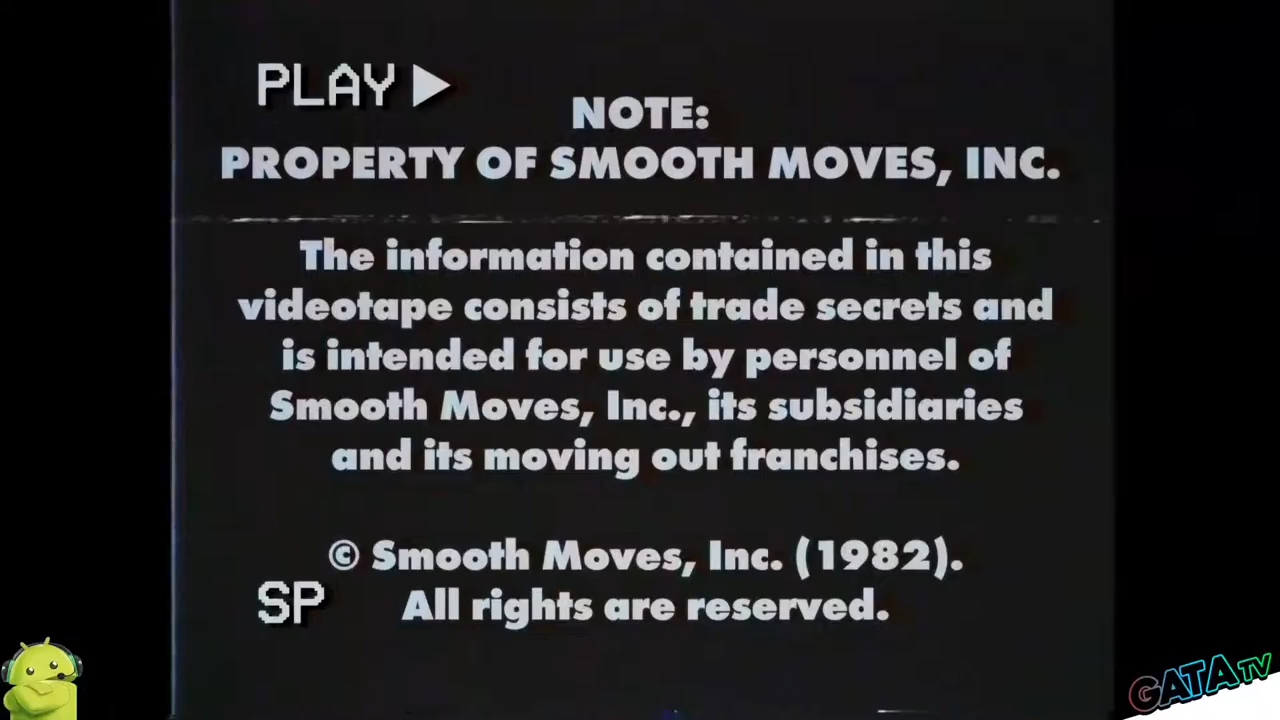 PLAY
NOTE:
PROPERTY OF SMOOTH MOVES, INC.
The information contained in this
videotape consists of trade secrets and
is intended for use by personnel of
Smooth Moves, Inc., its subsidiaries
and its moving out franchises.
© Smooth Moves, Inc. (1982).
SP
All rights are reserved.
GATA TV